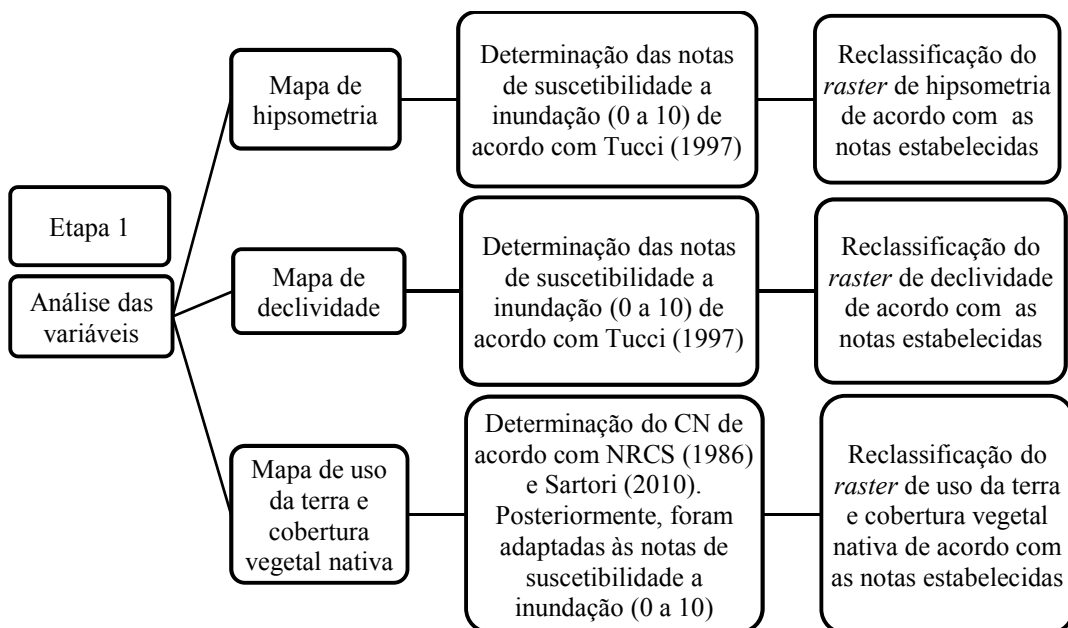 Etapa 1
Análise das
variáveis
Mapa de
hipsometria
Determinação das notas
de suscetibilidade a
inundação (0 a 10) de
acordo com Tucci (1997)
Reclassificação do
raster de hipsometria
de acordo com as
notas estabelecidas
Mapa de
declividade
Determinação das notas
de suscetibilidade a
inundação (0 a 10) de
acordo com Tucci (1997)
Reclassificação do
raster de declividade
de acordo com as
notas estabelecidas
Mapa de uso
da terra e
cobertura
vegetal nativa
Determinação do CN de
acordo com NRCS (1986)
e Sartori (2010).
Posteriormente, foram
adaptadas às notas de
suscetibilidade a
inundação (0 a 10)
Reclassificação do
raster de uso da terra
e cobertura vegetal
nativa de acordo com
as notas estabelecidas